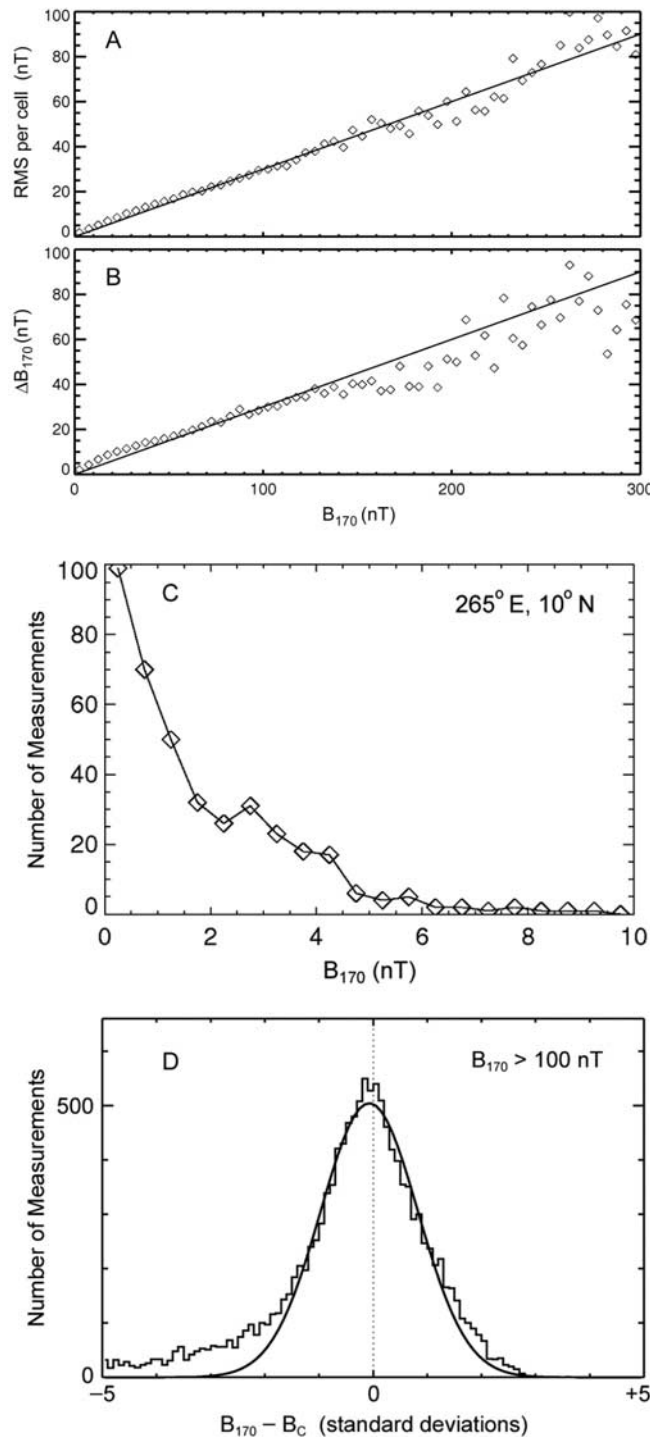 100
80
60
40
20
0
RMS per cell (nT)
A
100
80
60
40
20
0
ΔB170 (nT)
B
0 100 200 300
B170 (nT)
100
80
60
40
20
0
Number of Measurements
C
265° E, 10° N
0 2 4 6 8 10
B170 (nT)
500
0
Number of Measurements
D
B170 > 100 nT
–5 0 +5
B170 – BC (standard deviations)